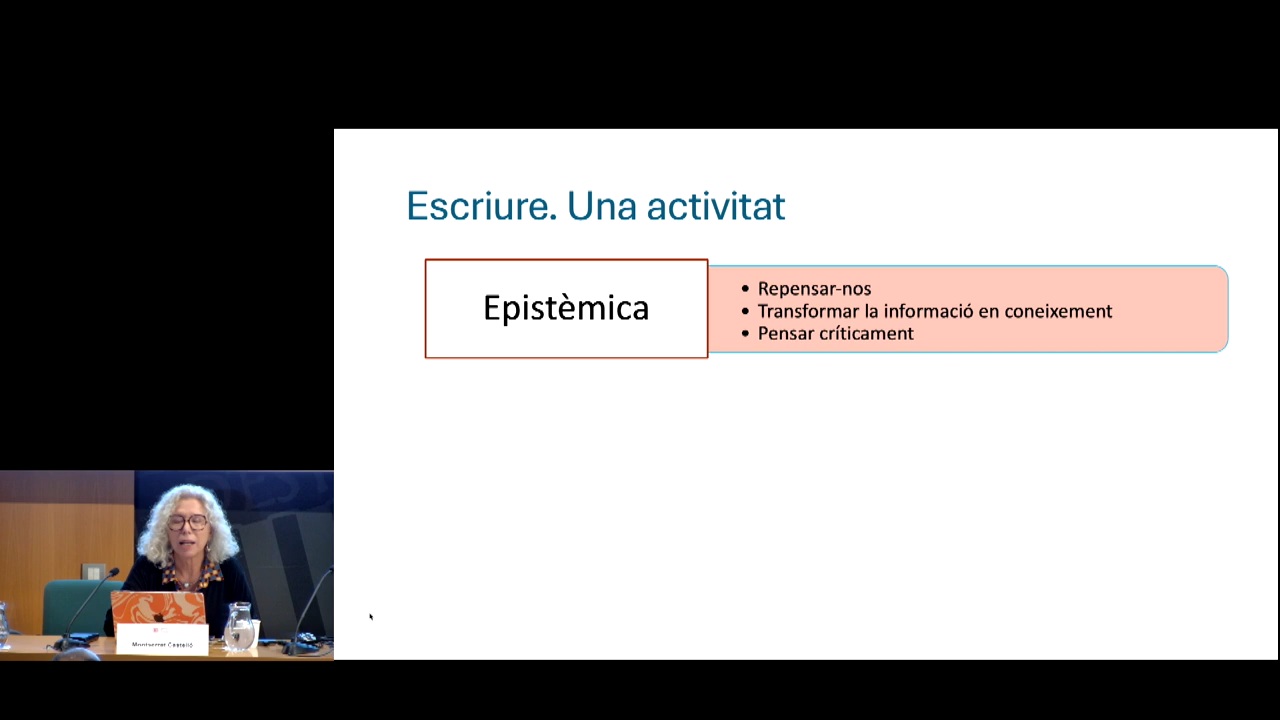 Escriure. Una activitat
Epistèmica
• Repensar-nos
• Transformar la informació en coneixement
• Pensar críticament
Montserrat Castelló